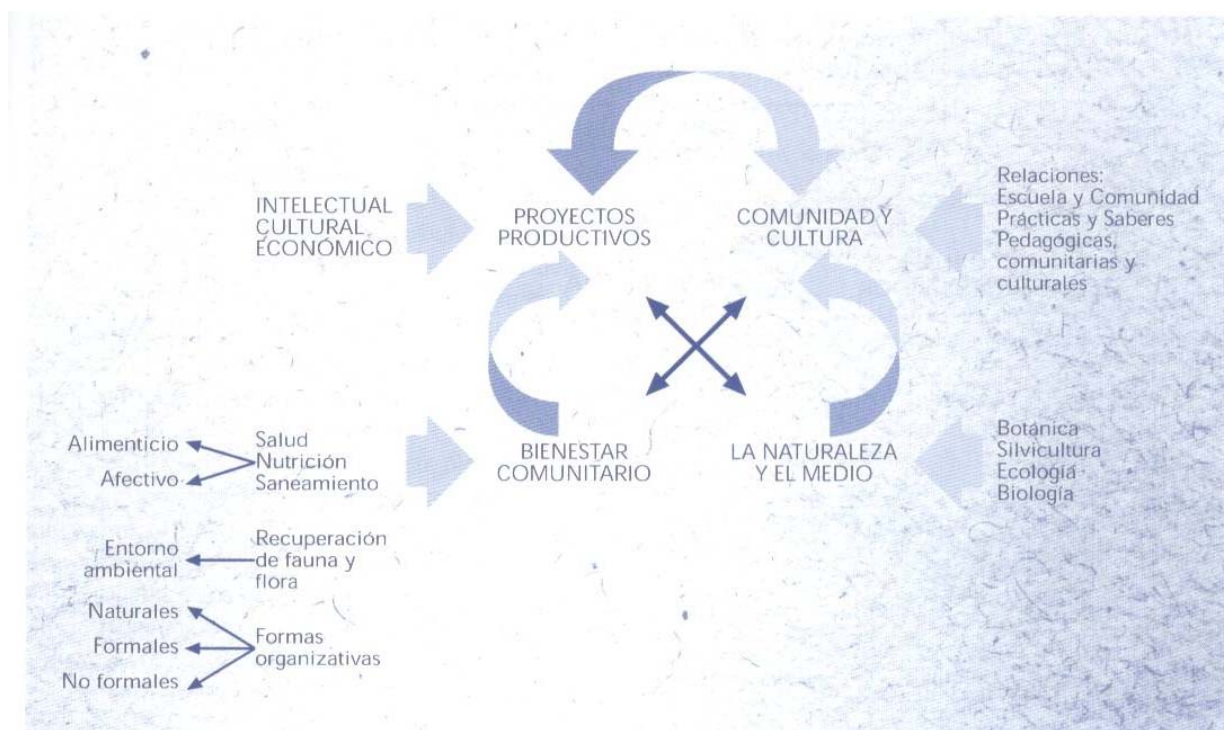 INTELECTUAL
CULTURAL
ECONÓMICO
PROYECTOS
PRODUCTIVOS
COMUNIDAD Y
CULTURA
Relaciones:
Escuela y Comunidad
Prácticas y Saberes
Pedagógicas,
comunitarias y
culturales
Alimenticio
Afectivo
Salud
Nutrición
Saneamiento
BIENESTAR
COMUNITARIO
LA NATURALEZA
Y EL MEDIO
Botánica
Silvicultura
Ecología
Biología
Entorno
ambiental
Recuperación
de fauna y
flora
Naturales
Formales
No formales
Formas
organizativas